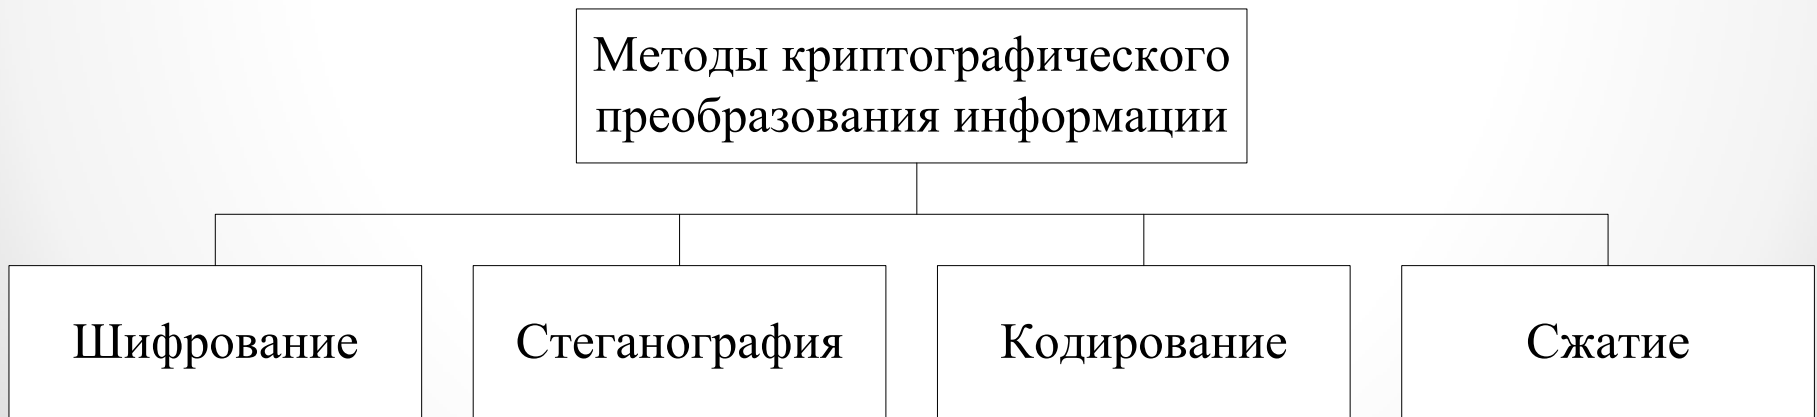 Методы криптографического
преобразования информации
Шифрование
Стеганография
Кодирование
Сжатие